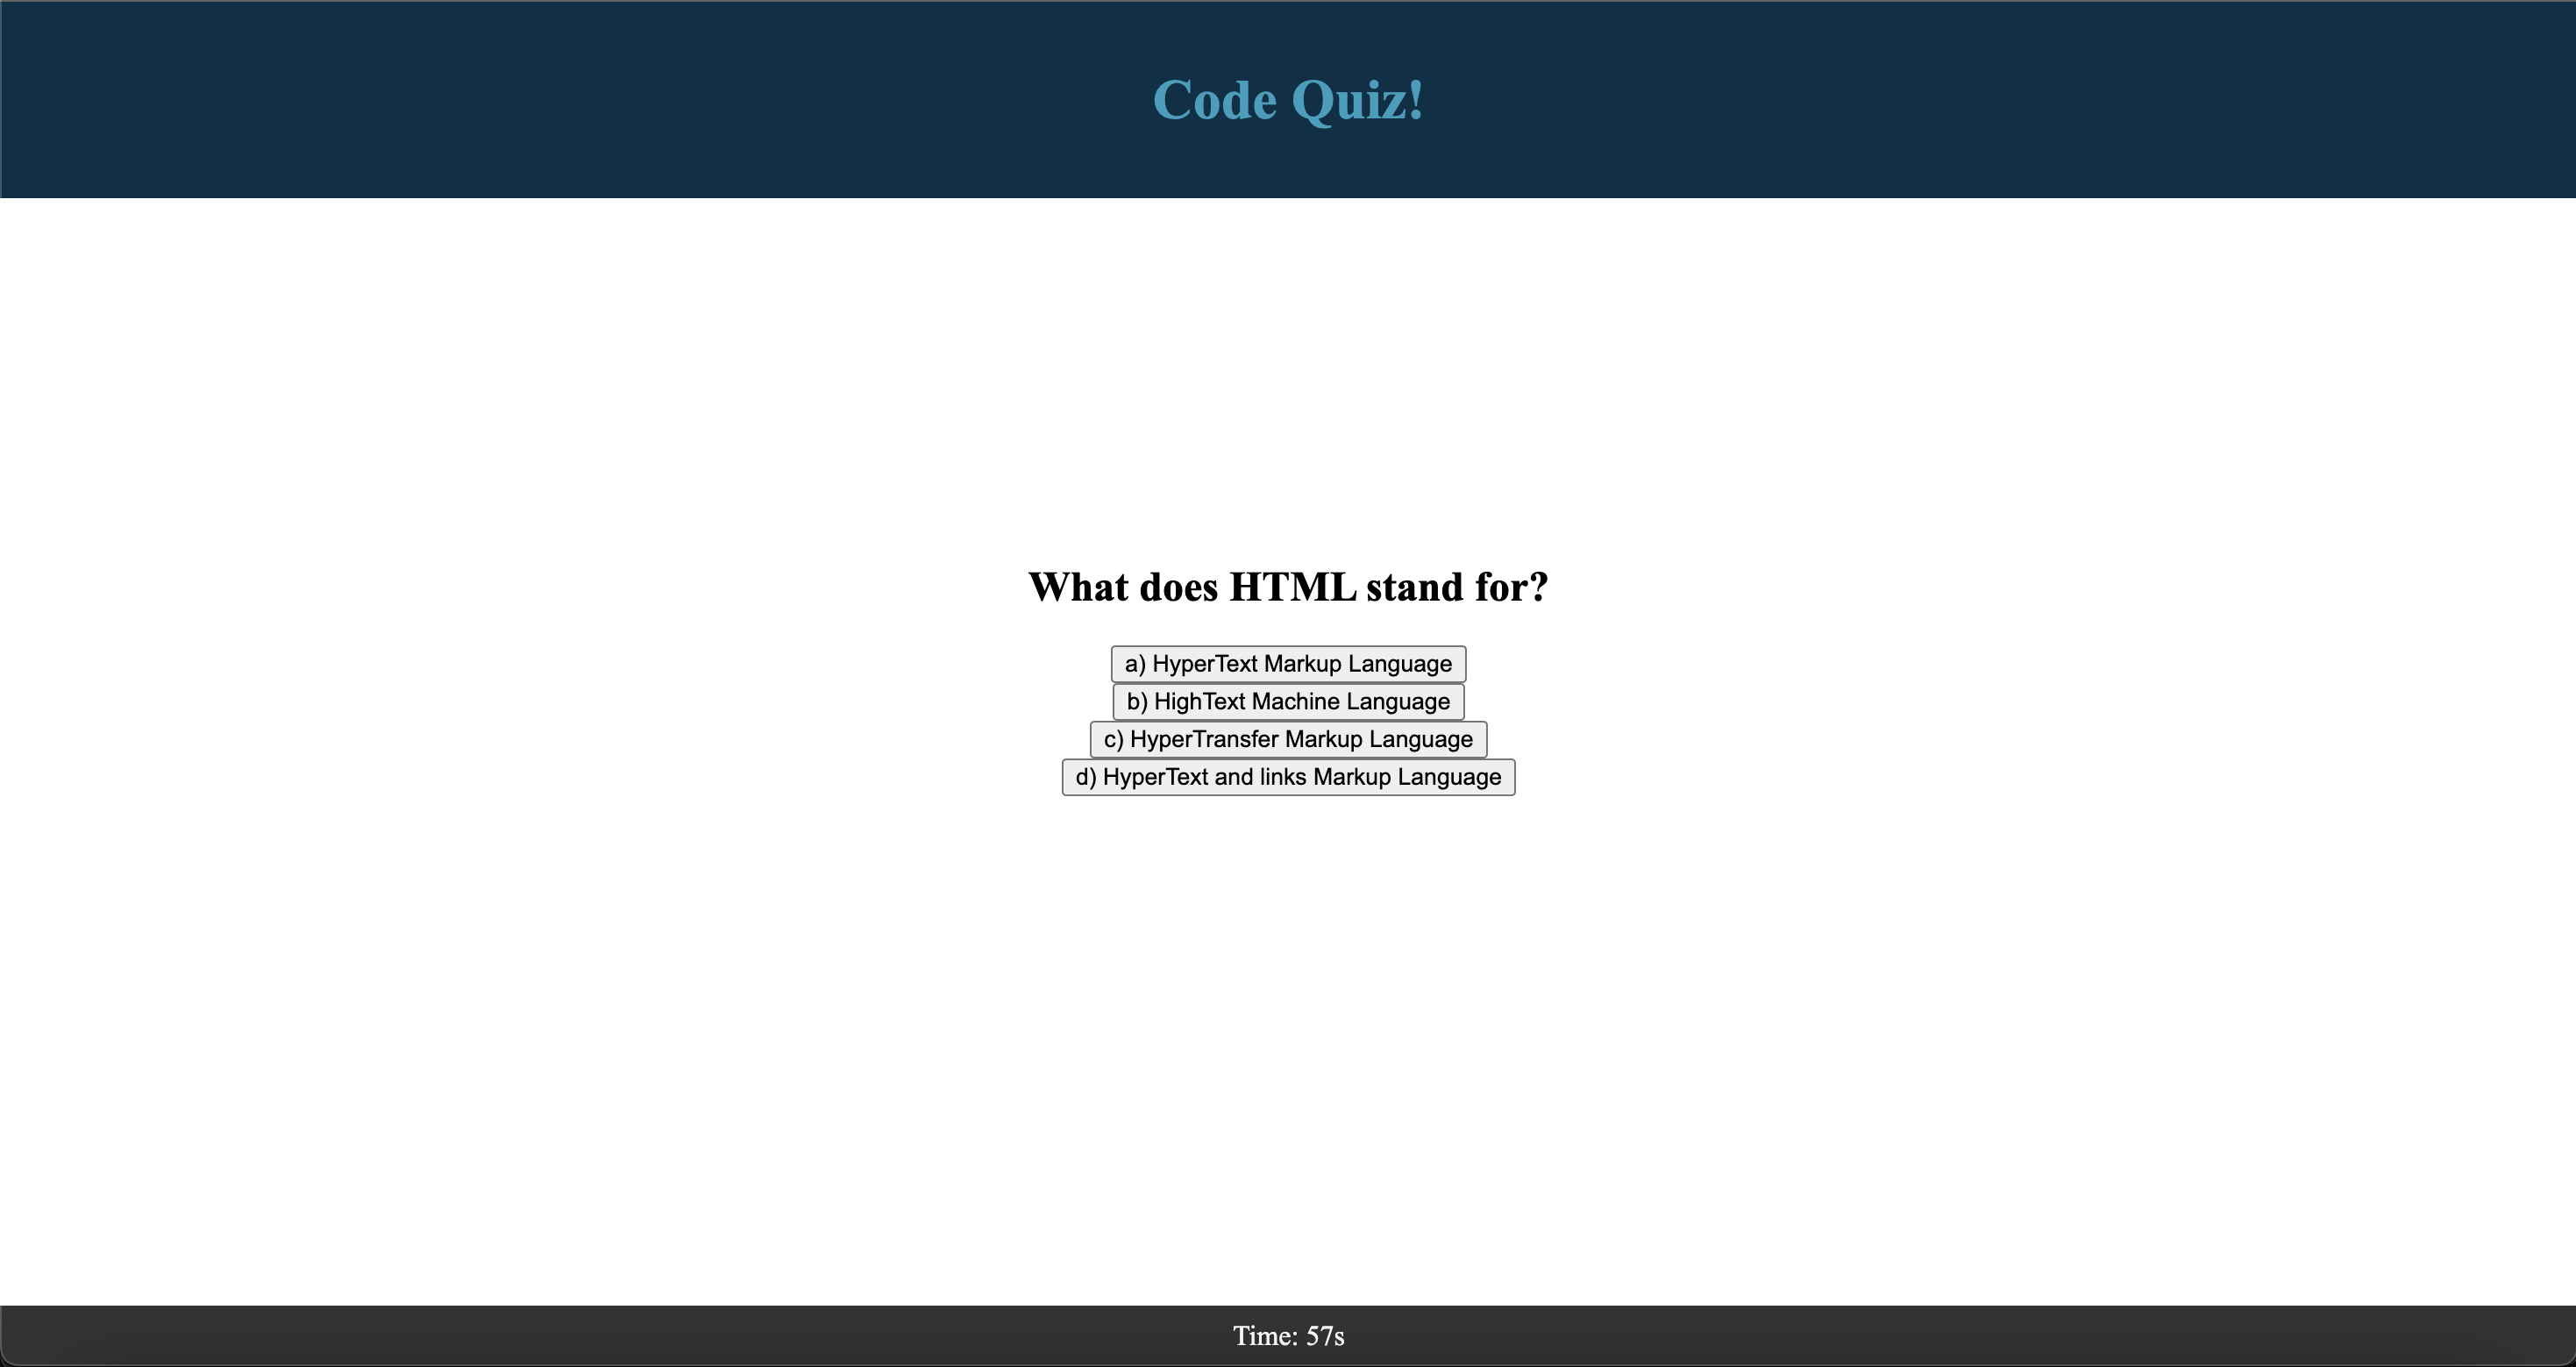 Code Quiz!
What does HTML stand for?
a) HyperText Markup Language
b) HighText Machine Language
c) HyperTransfer Markup Language
d) HyperText and links Markup Language
Time: 57s